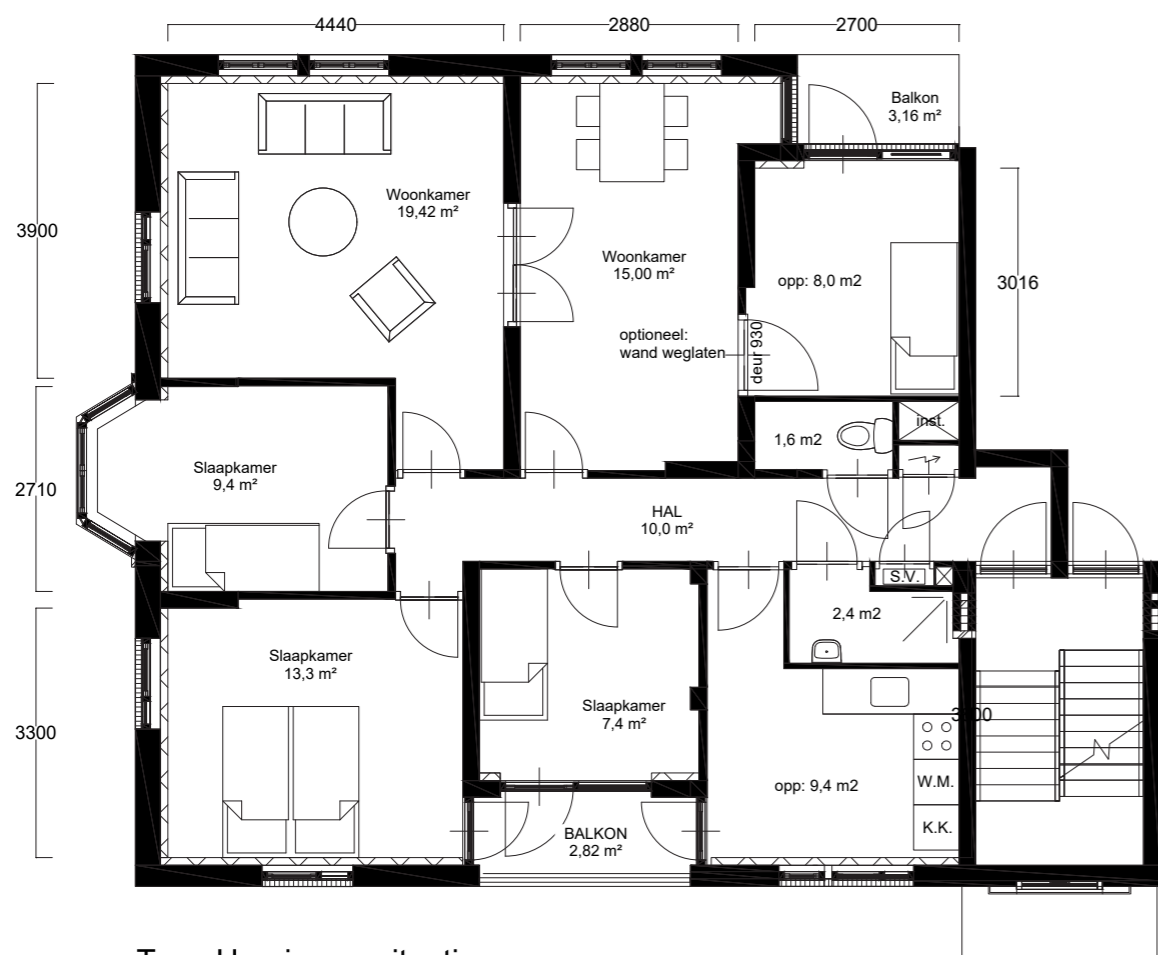 4440
2880
2700
Balkon
3,16 m²
3900
Woonkamer
19,42 m²
Woonkamer
15,00 m²
opp: 8,0 m2
3016
optioneel:
wand weglaten
deur 930
1,6 m2
inst.
Slaapkamer
9,4 m²
2710
HAL
10,0 m²
S.V.
2,4 m2
Slaapkamer
13,3 m²
Slaapkamer
7,4 m²
3300
opp: 9,4 m2
W.M.
K.K.
BALKON
2,82 m²